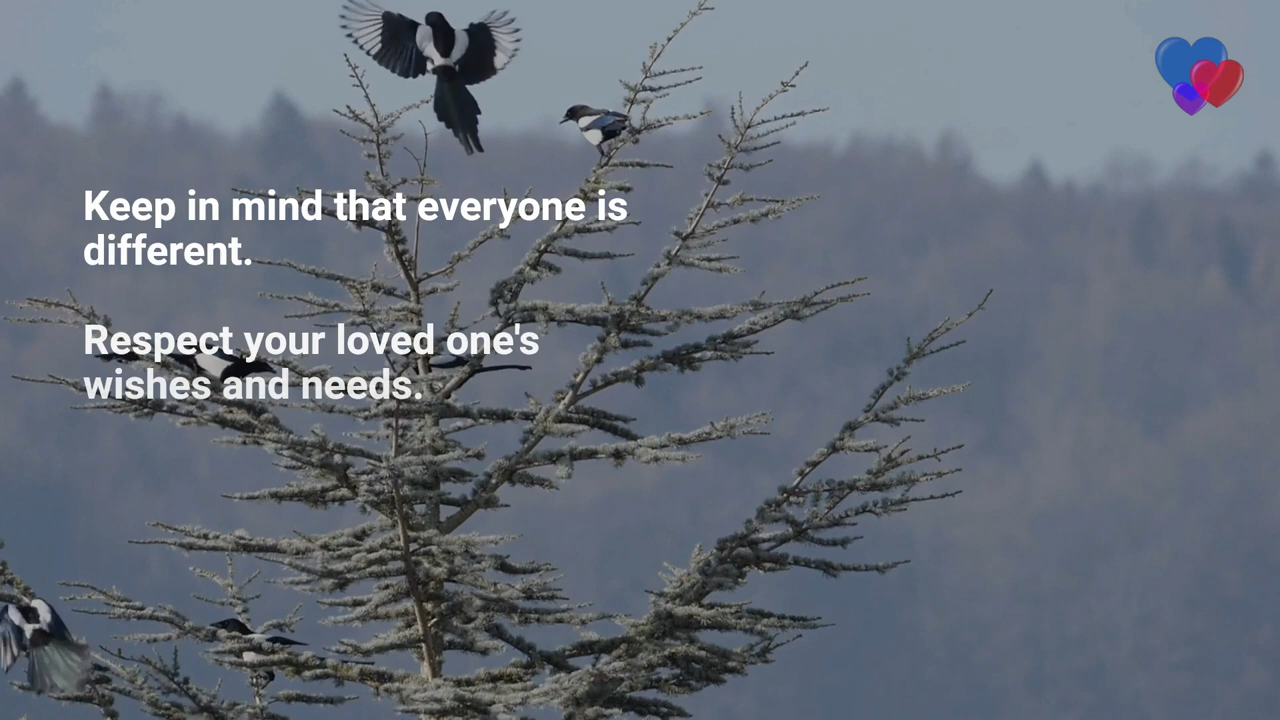 Keep in mind that everyone is
different.
Respect your loved one's
wishes and needs.